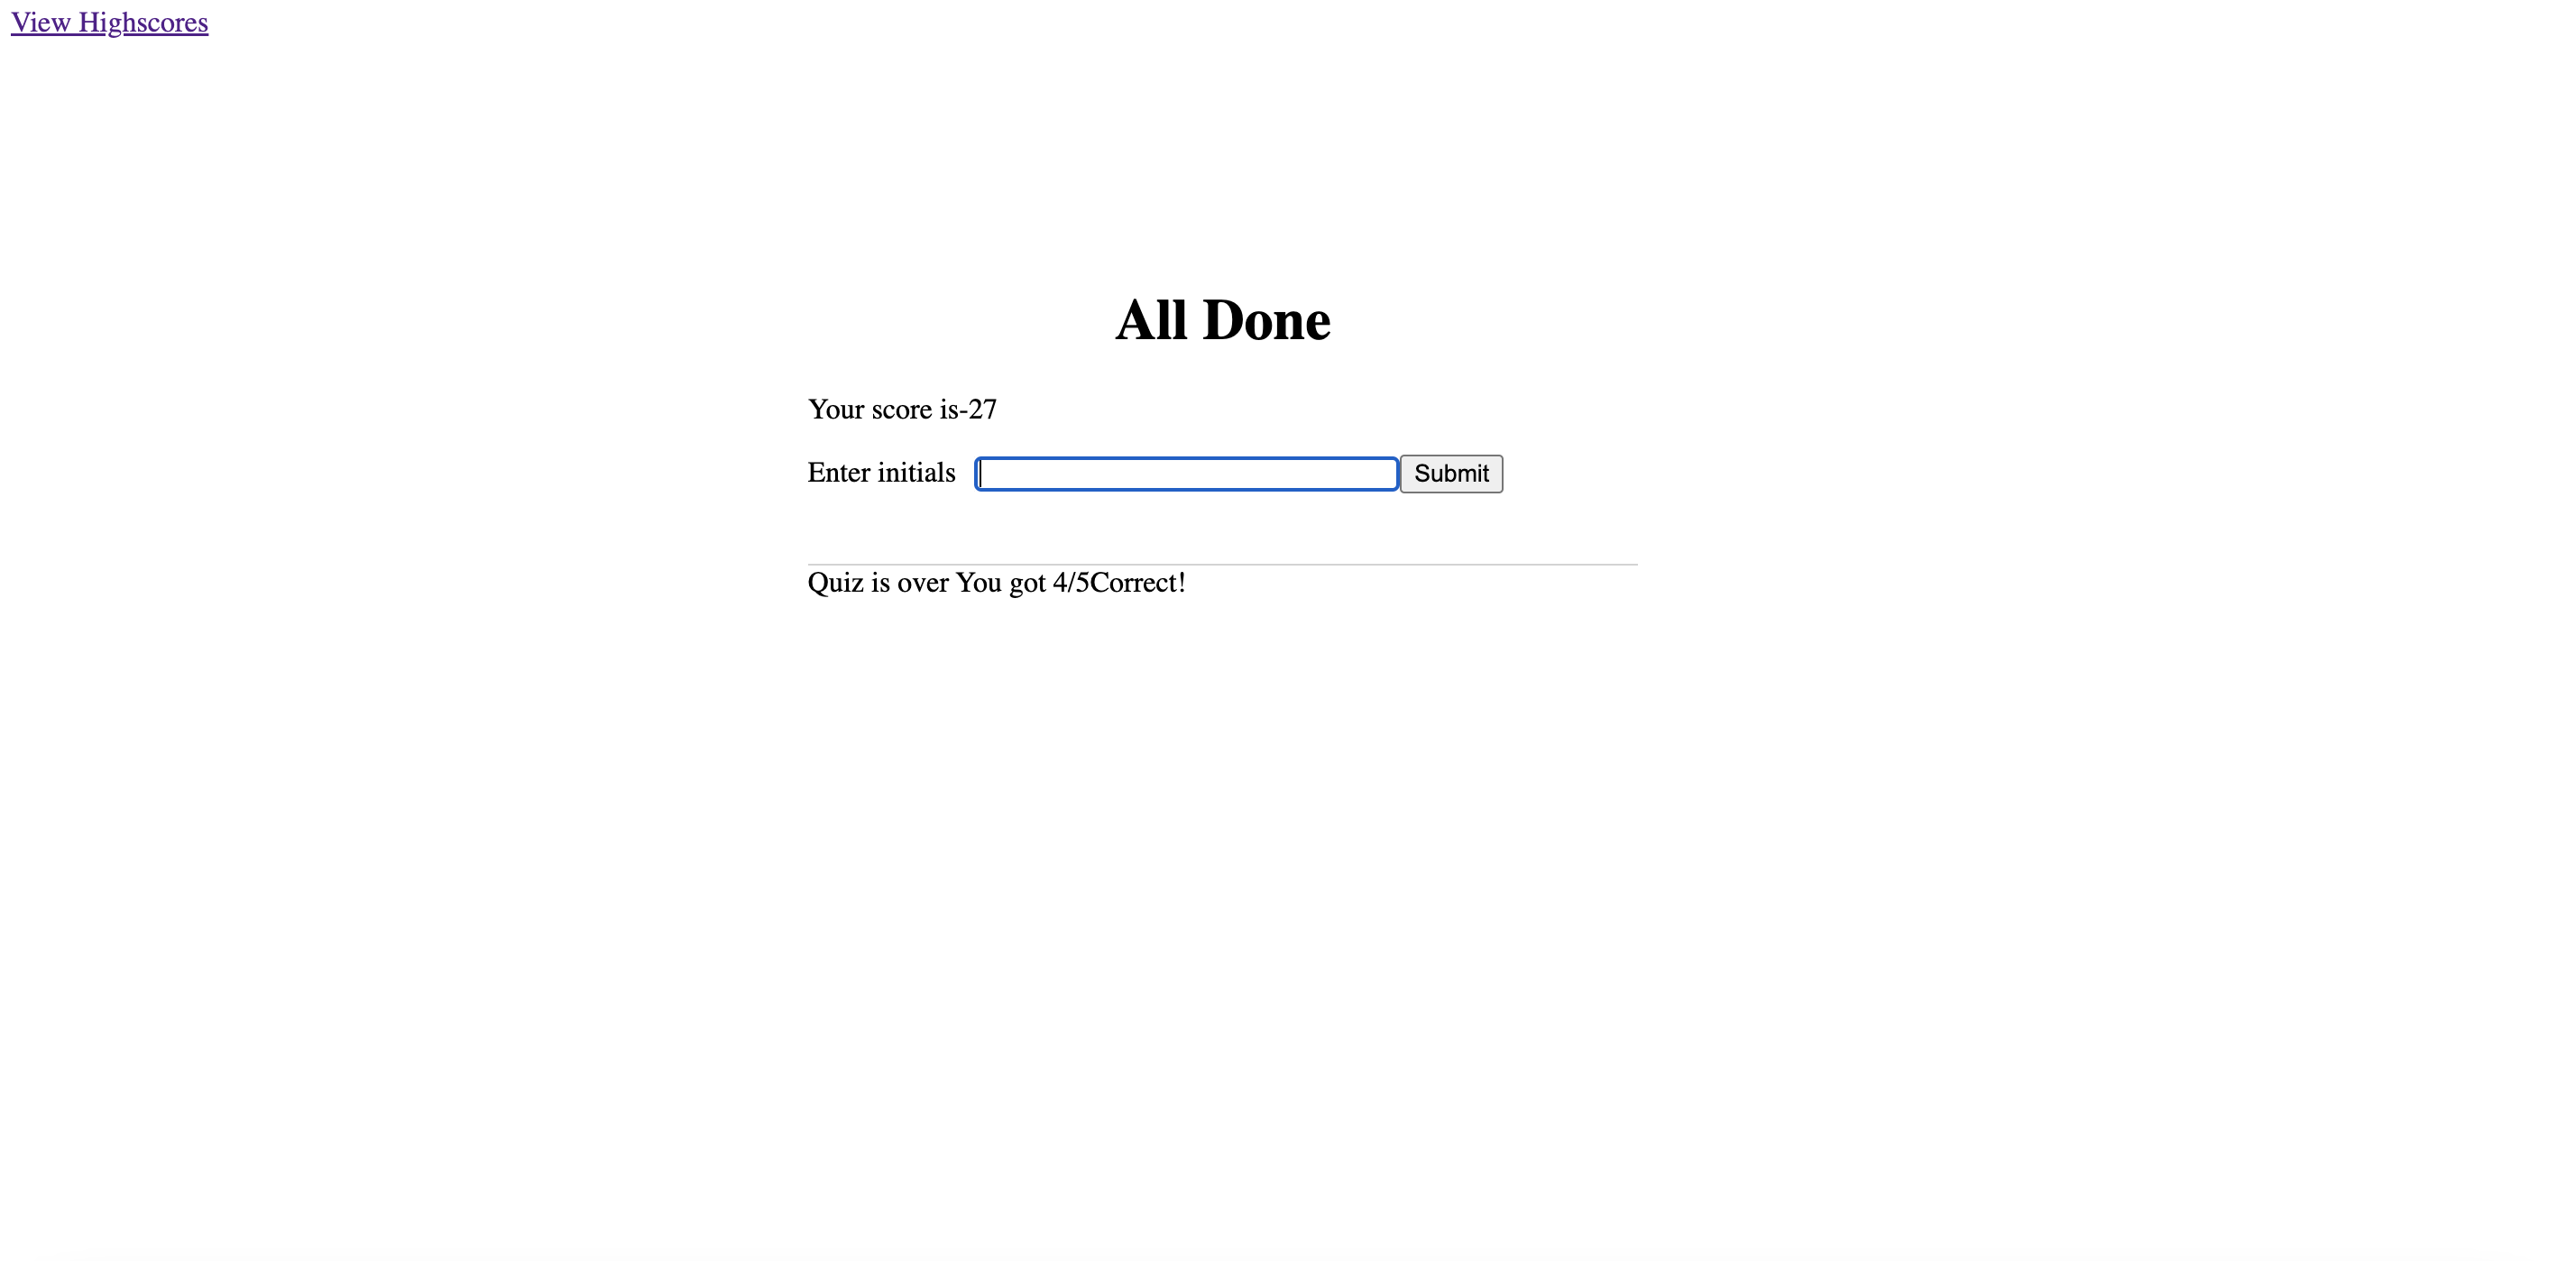 View Highscores
All Done
Your score is-27
Enter initials Submit
Quiz is over You got 4/5Correct!